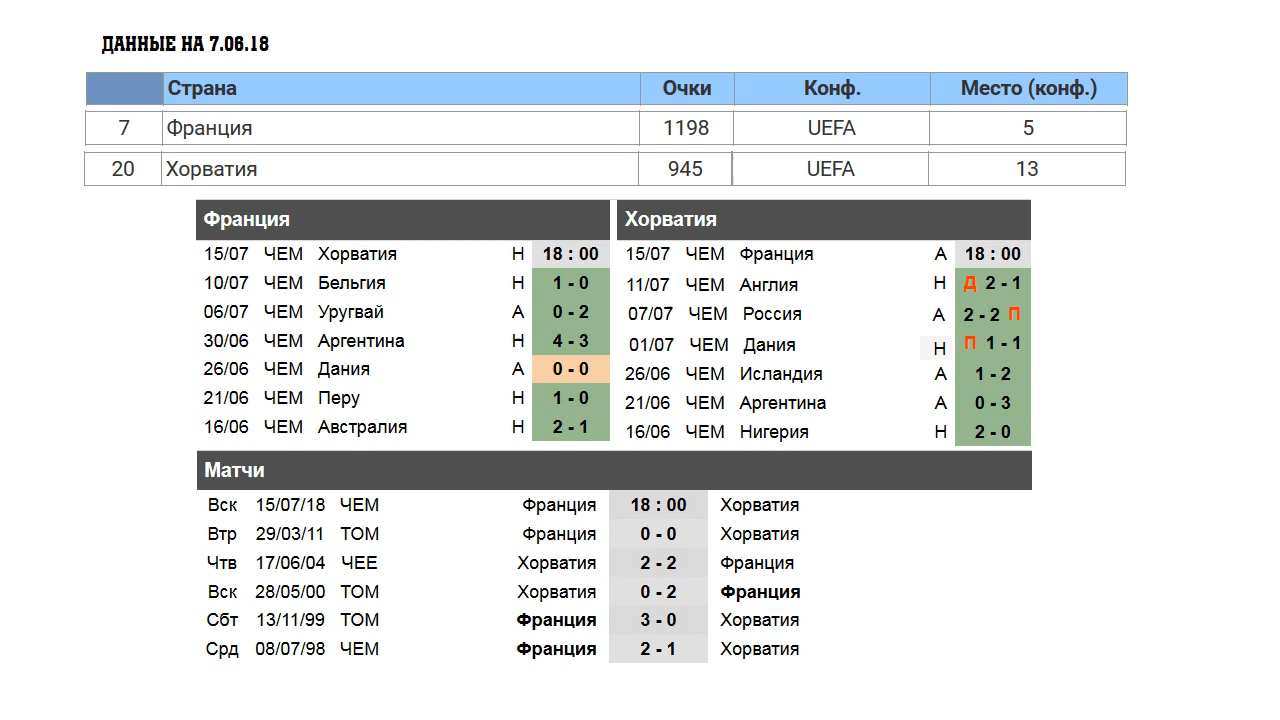 ДАННЫЕ НА 7.06.18
Страна Очки Конф. Место (конф.)
7 Франция 1198 UEFA 5
20 Хорватия 945 UEFA 13
Франция Хорватия
15/07 ЧЕМ Хорватия H 18 : 00 15/07 ЧЕМ Франция A 18 : 00
10/07 ЧЕМ Бельгия H 1 - 0 11/07 ЧЕМ Англия H Д 2 - 1
06/07 ЧЕМ Уругвай A 0 - 2 07/07 ЧЕМ Россия A 2 - 2 П
30/06 ЧЕМ Аргентина H 4 - 3 01/07 ЧЕМ Дания H П 1 - 1
26/06 ЧЕМ Дания A 0 - 0 26/06 ЧЕМ Исландия A 1 - 2
21/06 ЧЕМ Перу H 1 - 0 21/06 ЧЕМ Аргентина A 0 - 3
16/06 ЧЕМ Австралия H 2 - 1 16/06 ЧЕМ Нигерия H 2 - 0
Матчи
Вск 15/07/18 ЧЕМ Франция 18 : 00 Хорватия
Втр 29/03/11 ТОМ Франция 0 - 0 Хорватия
Чтв 17/06/04 ЧЕЕ Хорватия 2 - 2 Франция
Вск 28/05/00 ТОМ Хорватия 0 - 2 Франция
Сбт 13/11/99 ТОМ Франция 3 - 0 Хорватия
Срд 08/07/98 ЧЕМ Франция 2 - 1 Хорватия